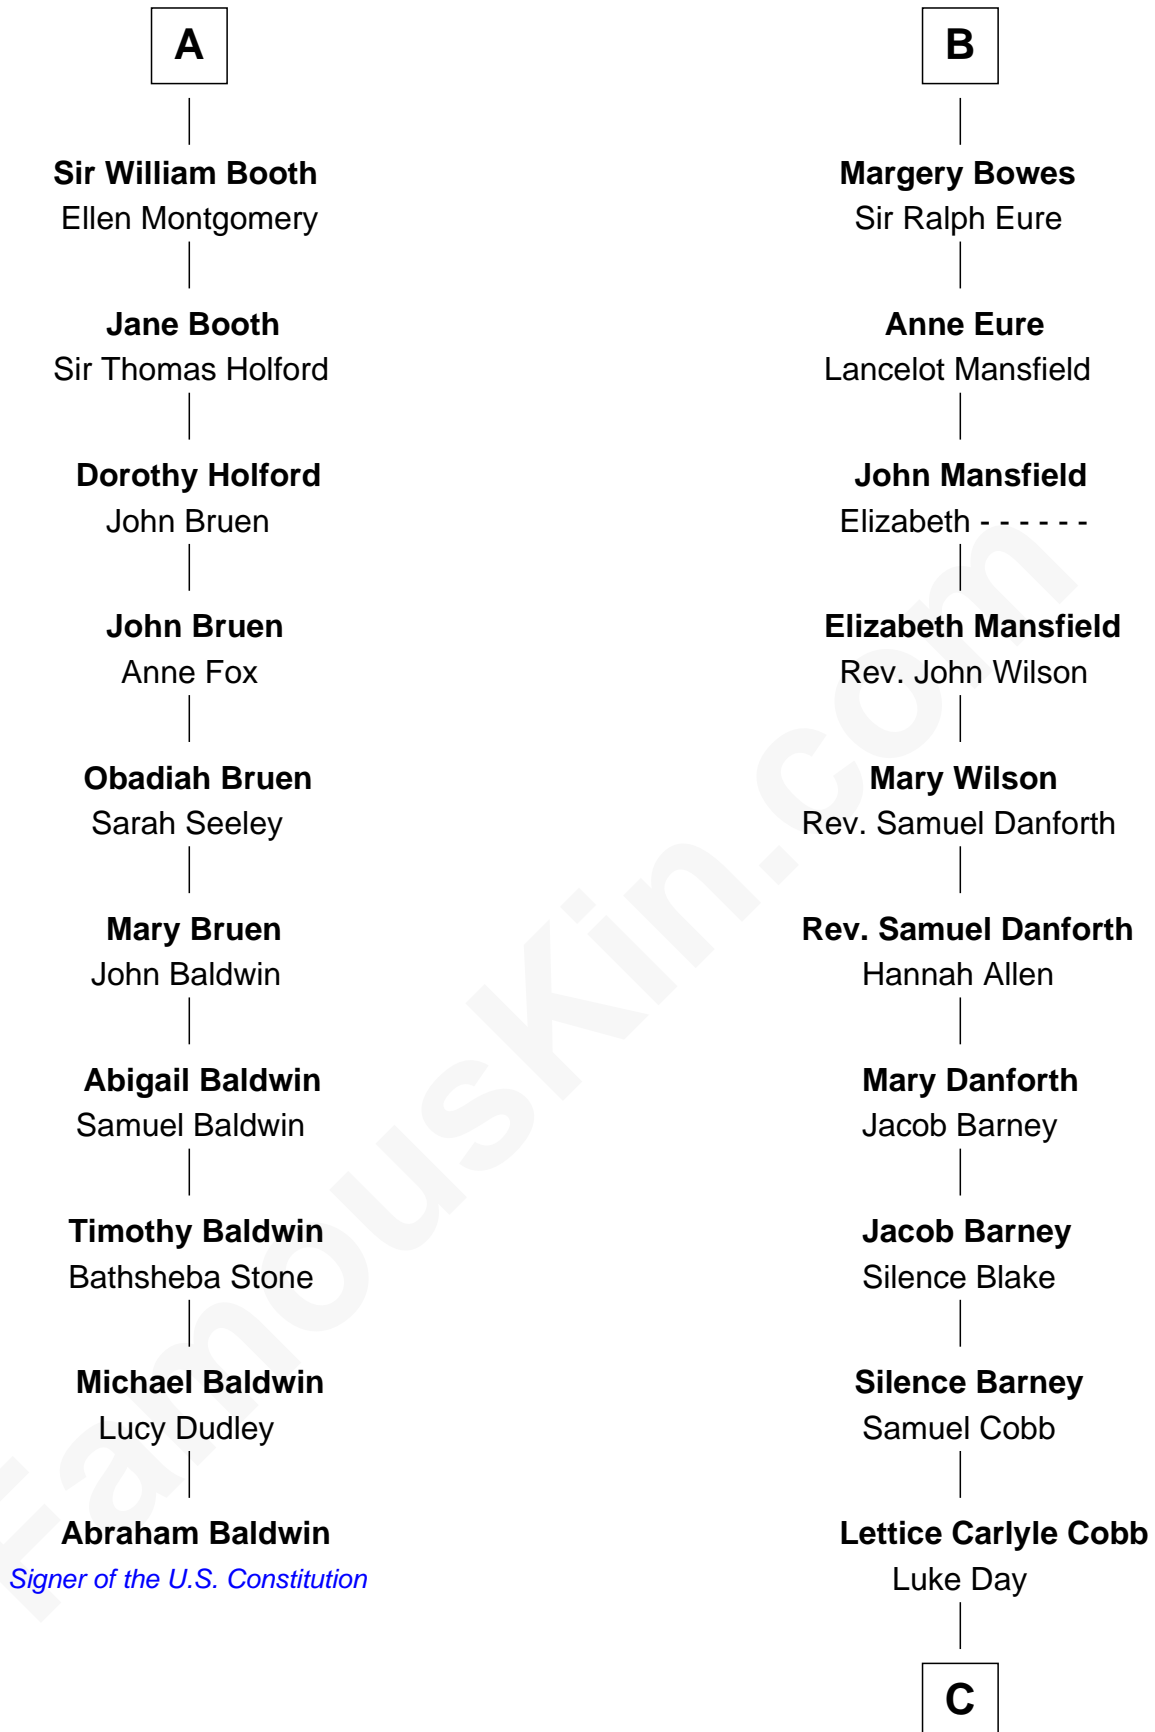 A
Sir William Booth
Ellen Montgomery
Jane Booth
Sir Thomas Holford
Dorothy Holford
John Bruen
John Bruen
Anne Fox
Obadiah Bruen
Sarah Seeley
Mary Bruen
John Baldwin
Abigail Baldwin
Samuel Baldwin
Timothy Baldwin
Bathsheba Stone
Michael Baldwin
Lucy Dudley
Abraham Baldwin
Signer of the U.S. Constitution
B
Margery Bowes
Sir Ralph Eure
Anne Eure
Lancelot Mansfield
John Mansfield
Elizabeth - - - - - -
Elizabeth Mansfield
Rev. John Wilson
Mary Wilson
Rev. Samuel Danforth
Rev. Samuel Danforth
Hannah Allen
Mary Danforth
Jacob Barney
Jacob Barney
Silence Blake
Silence Barney
Samuel Cobb
Lettice Carlyle Cobb
Luke Day
C
FamousKin.com